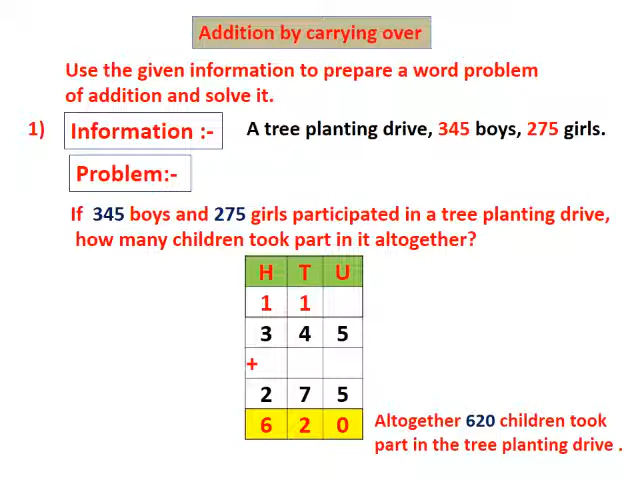 Addition by carrying over
Use the given information to prepare a word problem
of addition and solve it.
1) Information :- A tree planting drive, 345 boys, 275 girls.
Problem:-
If 345 boys and 275 girls participated in a tree planting drive,
how many children took part in it altogether?
H T U
1 1
3 4 5
+
2 7 5
6 2 0
Altogether 620 children took
part in the tree planting drive .